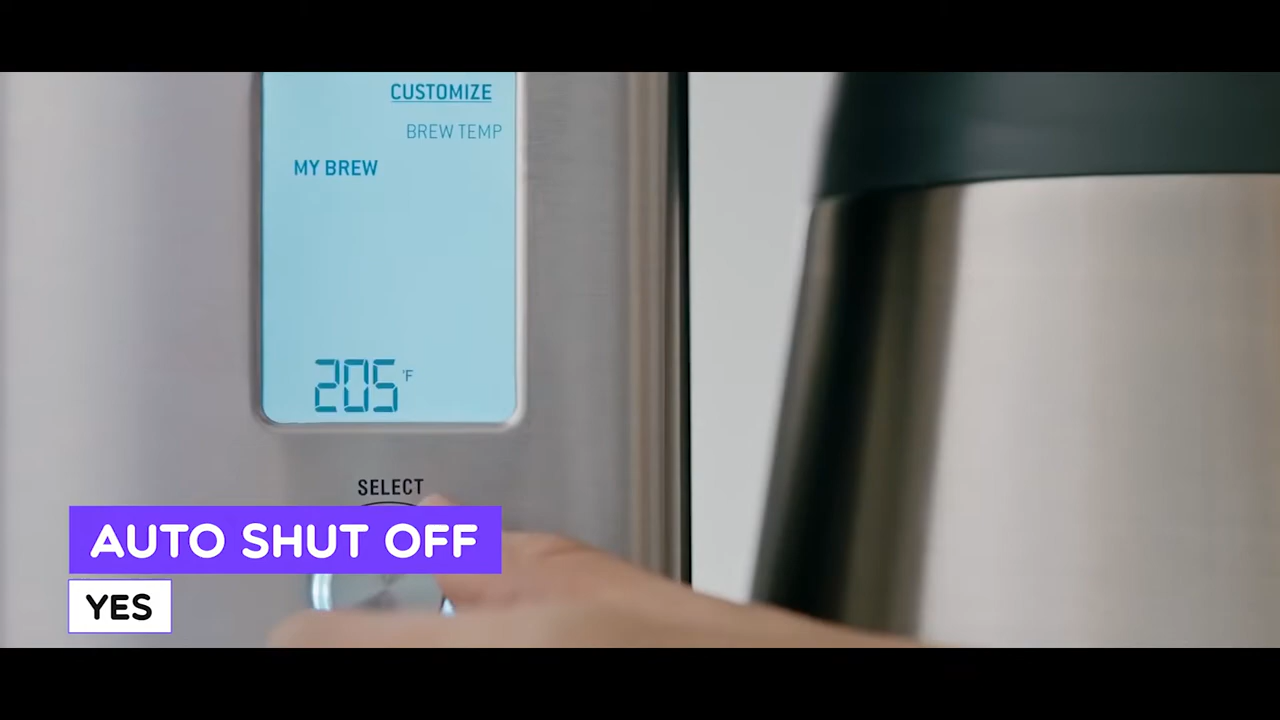 CUSTOMIZE
BREW TEMP
MY BREW
205 °F
SELECT
AUTO SHUT OFF
YES